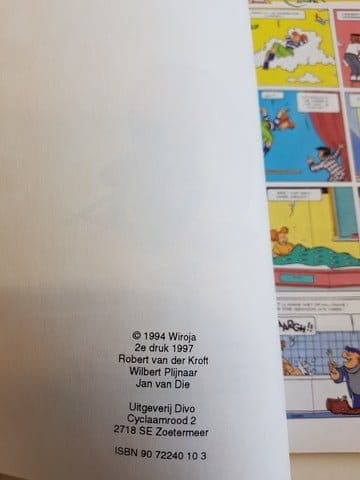 © 1994 Wiroja
2e druk 1997
Robert van der Kroft
Wilbert Plijnaar
Jan van Die
Uitgeverij Divo
Cyclaamrood 2
2718 SE Zoetermeer
ISBN 90 72240 10 3
AARGH!!